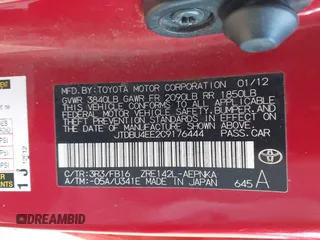 MFD BY: TOYOTA MOTOR CORPORATION 01/12
GVWR 3840LB GAWR FR 2090LB RR 1850LB
THIS VEHICLE CONFORMS TO ALL APPLICABLE
FEDERAL MOTOR VEHICLE SAFETY, BUMPER, AND
THEFT PREVENTION STANDARDS IN EFFECT ON THE
DATE OF MANUFACTURE SHOWN ABOVE.
JTDBU4EE2C9176444
PASS. CAR
C/TR:3R3/FB16 ZRE142L-AEPNKA
A/TM:-05A/U341E MADE IN JAPAN
645 A
TOYOTA